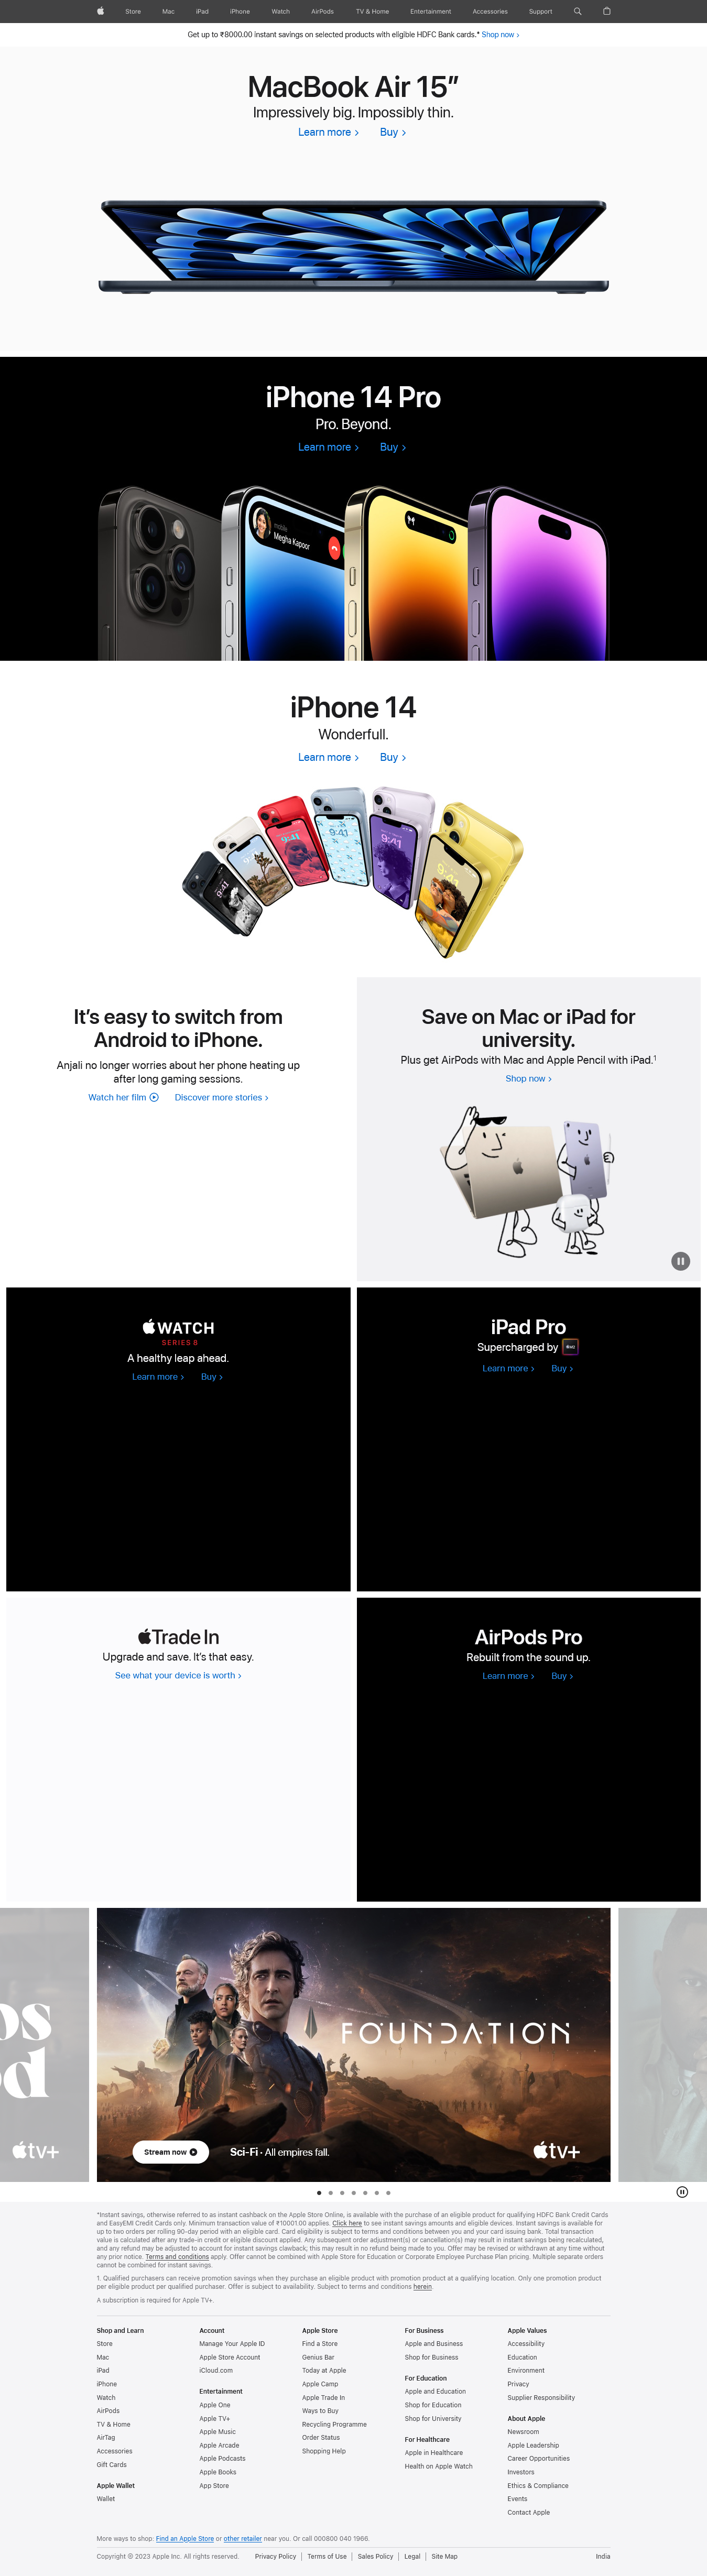 Store Mac iPad iPhone Watch AirPods TV & Home Entertainment Accessories Support
Get up to ₹8000.00 instant savings on selected products with eligible HDFC Bank cards.* Shop now
MacBook Air 15”
Impressively big. Impossibly thin.
Learn more Buy
iPhone 14 Pro
Pro. Beyond.
Learn more Buy
mobile
Megha Kapoor
iPhone 14
Wonderfull.
Learn more Buy
9:41
9:41
9:41
9:41
9:41
9:41
It’s easy to switch from
Android to iPhone.
Anjali no longer worries about her phone heating up
after long gaming sessions.
Watch her film Discover more stories
Save on Mac or iPad for
university.
Plus get AirPods with Mac and Apple Pencil with iPad.1
Shop now
WATCH
SERIES 8
A healthy leap ahead.
Learn more Buy
iPad Pro
Supercharged by M2
Learn more Buy
Trade In
Upgrade and save. It’s that easy.
See what your device is worth
AirPods Pro
Rebuilt from the sound up.
Learn more Buy
tv+
FOUNDATION
Stream now Sci-Fi · All empires fall.
tv+
*Instant savings, otherwise referred to as instant cashback on the Apple Store Online, is available with the purchase of an eligible product for qualifying HDFC Bank Credit Cards
and EasyEMI Credit Cards only. Minimum transaction value of ₹10001.00 applies. Click here to see instant savings amounts and eligible devices. Instant savings is available for
up to two orders per rolling 90-day period with an eligible card. Card eligibility is subject to terms and conditions between you and your card issuing bank. Total transaction
value is calculated after any trade-in credit or eligible discount applied. Any subsequent order adjustment(s) or cancellation(s) may result in instant savings being recalculated,
and any refund may be adjusted to account for instant savings clawback; this may result in no refund being made to you. Offer may be revised or withdrawn at any time without
any prior notice. Terms and conditions apply. Offer cannot be combined with Apple Store for Education or Corporate Employee Purchase Plan pricing. Multiple separate orders
cannot be combined for instant savings.
1. Qualified purchasers can receive promotion savings when they purchase an eligible product with promotion product at a qualifying location. Only one promotion product
per eligible product per qualified purchaser. Offer is subject to availability. Subject to terms and conditions herein.
A subscription is required for Apple TV+.
Shop and Learn
Store
Mac
iPad
iPhone
Watch
AirPods
TV & Home
AirTag
Accessories
Gift Cards
Apple Wallet
Wallet
Account
Manage Your Apple ID
Apple Store Account
iCloud.com
Entertainment
Apple One
Apple TV+
Apple Music
Apple Arcade
Apple Podcasts
Apple Books
App Store
Apple Store
Find a Store
Genius Bar
Today at Apple
Apple Camp
Apple Trade In
Ways to Buy
Recycling Programme
Order Status
Shopping Help
For Business
Apple and Business
Shop for Business
For Education
Apple and Education
Shop for Education
Shop for University
For Healthcare
Apple in Healthcare
Health on Apple Watch
Apple Values
Accessibility
Education
Environment
Privacy
Supplier Responsibility
About Apple
Newsroom
Apple Leadership
Career Opportunities
Investors
Ethics & Compliance
Events
Contact Apple
More ways to shop: Find an Apple Store or other retailer near you. Or call 000800 040 1966.
Copyright © 2023 Apple Inc. All rights reserved. Privacy Policy Terms of Use Sales Policy Legal Site Map India